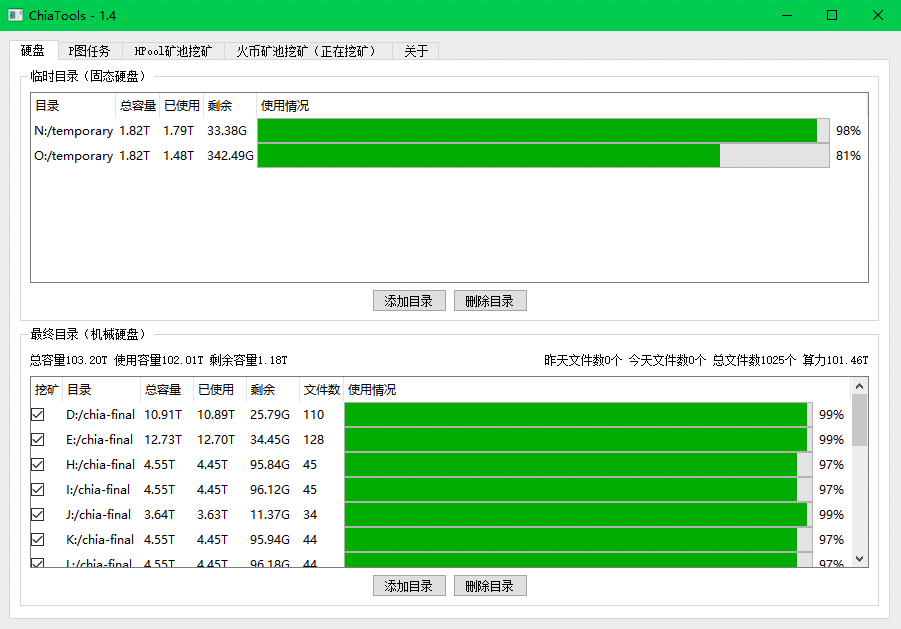 ChiaTools - 1.4
硬盘 P图任务 HPool矿池挖矿 火币矿池挖矿（正在挖矿） 关于
临时目录（固态硬盘）
目录 总容量 已使用 剩余 使用情况
N:/temporary 1.82T 1.79T 33.38G 98%
O:/temporary 1.82T 1.48T 342.49G 81%
添加目录 删除目录
最终目录（机械硬盘）
总容量103.20T 使用容量102.01T 剩余容量1.18T 昨天文件数0个 今天文件数0个 总文件数1025个 算力101.46T
挖矿 目录 总容量 已使用 剩余 文件数 使用情况
D:/chia-final 10.91T 10.89T 25.79G 110 99%
E:/chia-final 12.73T 12.70T 34.45G 128 99%
H:/chia-final 4.55T 4.45T 95.84G 45 97%
I:/chia-final 4.55T 4.45T 96.12G 45 97%
J:/chia-final 3.64T 3.63T 11.37G 34 99%
K:/chia-final 4.55T 4.45T 95.94G 44 97%
L:/chia-final 4.55T 4.45T 96.18G 44 97%
添加目录 删除目录